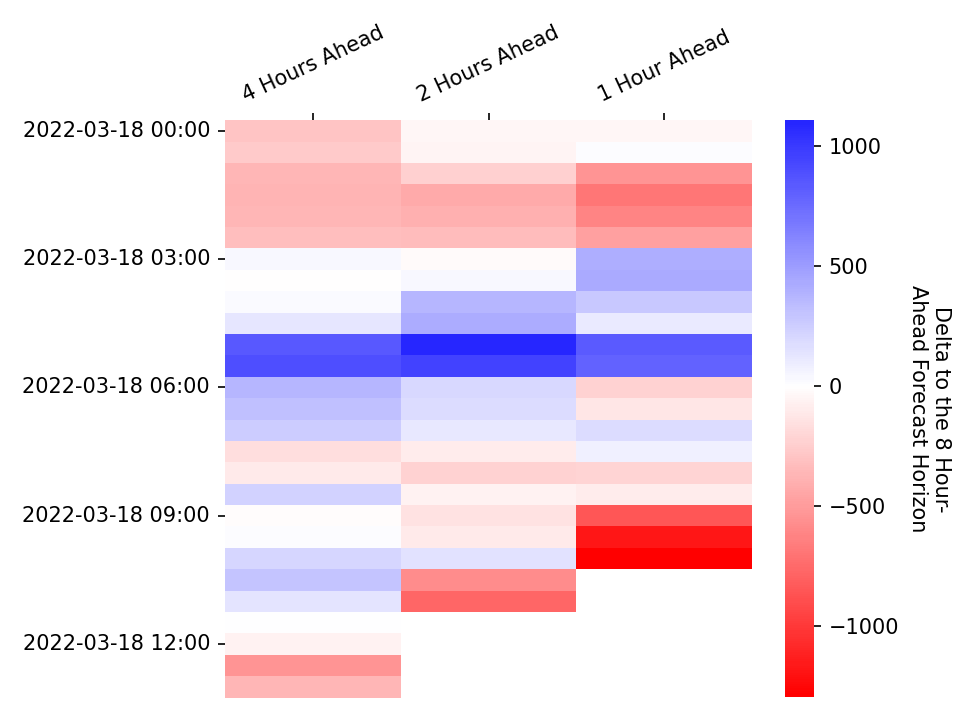 4 Hours Ahead
2 Hours Ahead
1 Hour Ahead
2022-03-18 00:00
2022-03-18 03:00
2022-03-18 06:00
2022-03-18 09:00
2022-03-18 12:00
1000
500
0
−500
−1000
Delta to the 8 Hour-
Ahead Forecast Horizon